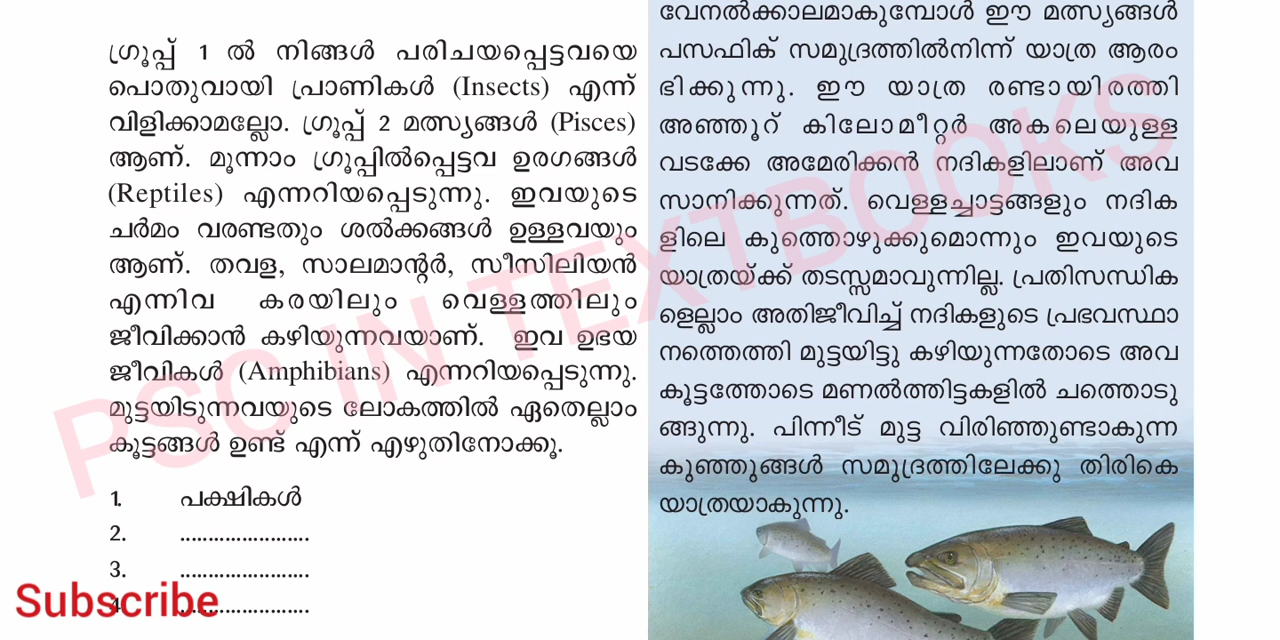 ഗ്രൂപ്പ് 1 ൽ നിങ്ങൾ പരിചയപ്പെട്ടവയെ
പൊതുവായി പ്രാണികൾ (Insects) എന്ന്
വിളിക്കാമല്ലോ. ഗ്രൂപ്പ് 2 മത്സ്യങ്ങൾ (Pisces)
ആണ്. മൂന്നാം ഗ്രൂപ്പിൽപ്പെട്ടവ ഉരഗങ്ങൾ
(Reptiles) എന്നറിയപ്പെടുന്നു. ഇവയുടെ
ചർമം വരണ്ടതും ശൽക്കങ്ങൾ ഉള്ളവയും
ആണ്. തവള, സാലമാന്റർ, സീസിലിയൻ
എന്നിവ കരയിലും വെള്ളത്തിലും
ജീവിക്കാൻ കഴിയുന്നവയാണ്. ഇവ ഉഭയ
ജീവികൾ (Amphibians) എന്നറിയപ്പെടുന്നു.
മുട്ടയിടുന്നവയുടെ ലോകത്തിൽ ഏതെല്ലാം
കൂട്ടങ്ങൾ ഉണ്ട് എന്ന് എഴുതിനോക്കൂ.
1. പക്ഷികൾ
2. .......................
3. .......................
4. .......................
വേനൽക്കാലമാകുമ്പോൾ ഈ മത്സ്യങ്ങൾ
പസഫിക് സമുദ്രത്തിൽനിന്ന് യാത്ര ആരം
ഭിക്കുന്നു. ഈ യാത്ര രണ്ടായിരത്തി
അഞ്ഞൂറ് കിലോമീറ്റർ അകലെയുള്ള
വടക്കേ അമേരിക്കൻ നദികളിലാണ് അവ
സാനിക്കുന്നത്. വെള്ളച്ചാട്ടങ്ങളും നദിക
ളിലെ കുത്തൊഴുക്കുമൊന്നും ഇവയുടെ
യാത്രയ്ക്ക് തടസ്സമാവുന്നില്ല. പ്രതിസന്ധിക
ളെല്ലാം അതിജീവിച്ച് നദികളുടെ പ്രഭവസ്ഥാ
നത്തെത്തി മുട്ടയിട്ടു കഴിയുന്നതോടെ അവ
കൂട്ടത്തോടെ മണൽത്തിട്ടകളിൽ ചത്തൊടു
ങ്ങുന്നു. പിന്നീട് മുട്ട വിരിഞ്ഞുണ്ടാകുന്ന
കുഞ്ഞുങ്ങൾ സമുദ്രത്തിലേക്കു തിരികെ
യാത്രയാകുന്നു.
PSC IN TEXTBOOKS
Subscribe